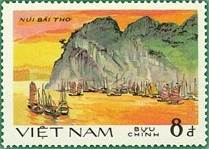 NÚI BÀI THƠ
VIỆT NAM BƯU CHÍNH 8đ